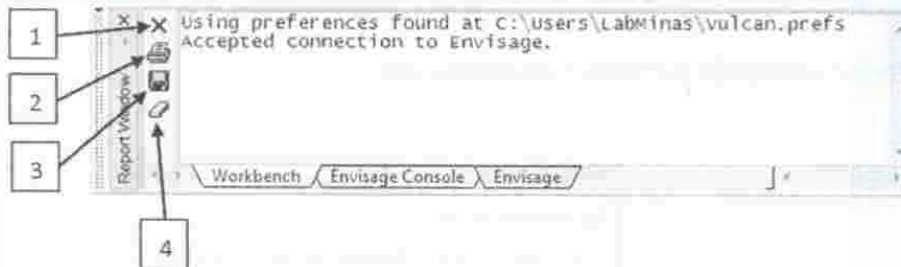 Using preferences found at C:\Users\LabMinas\vulcan.prefs
Accepted connection to Envisage.
1
2
3
4
Report Window
Workbench
Envisage Console
Envisage